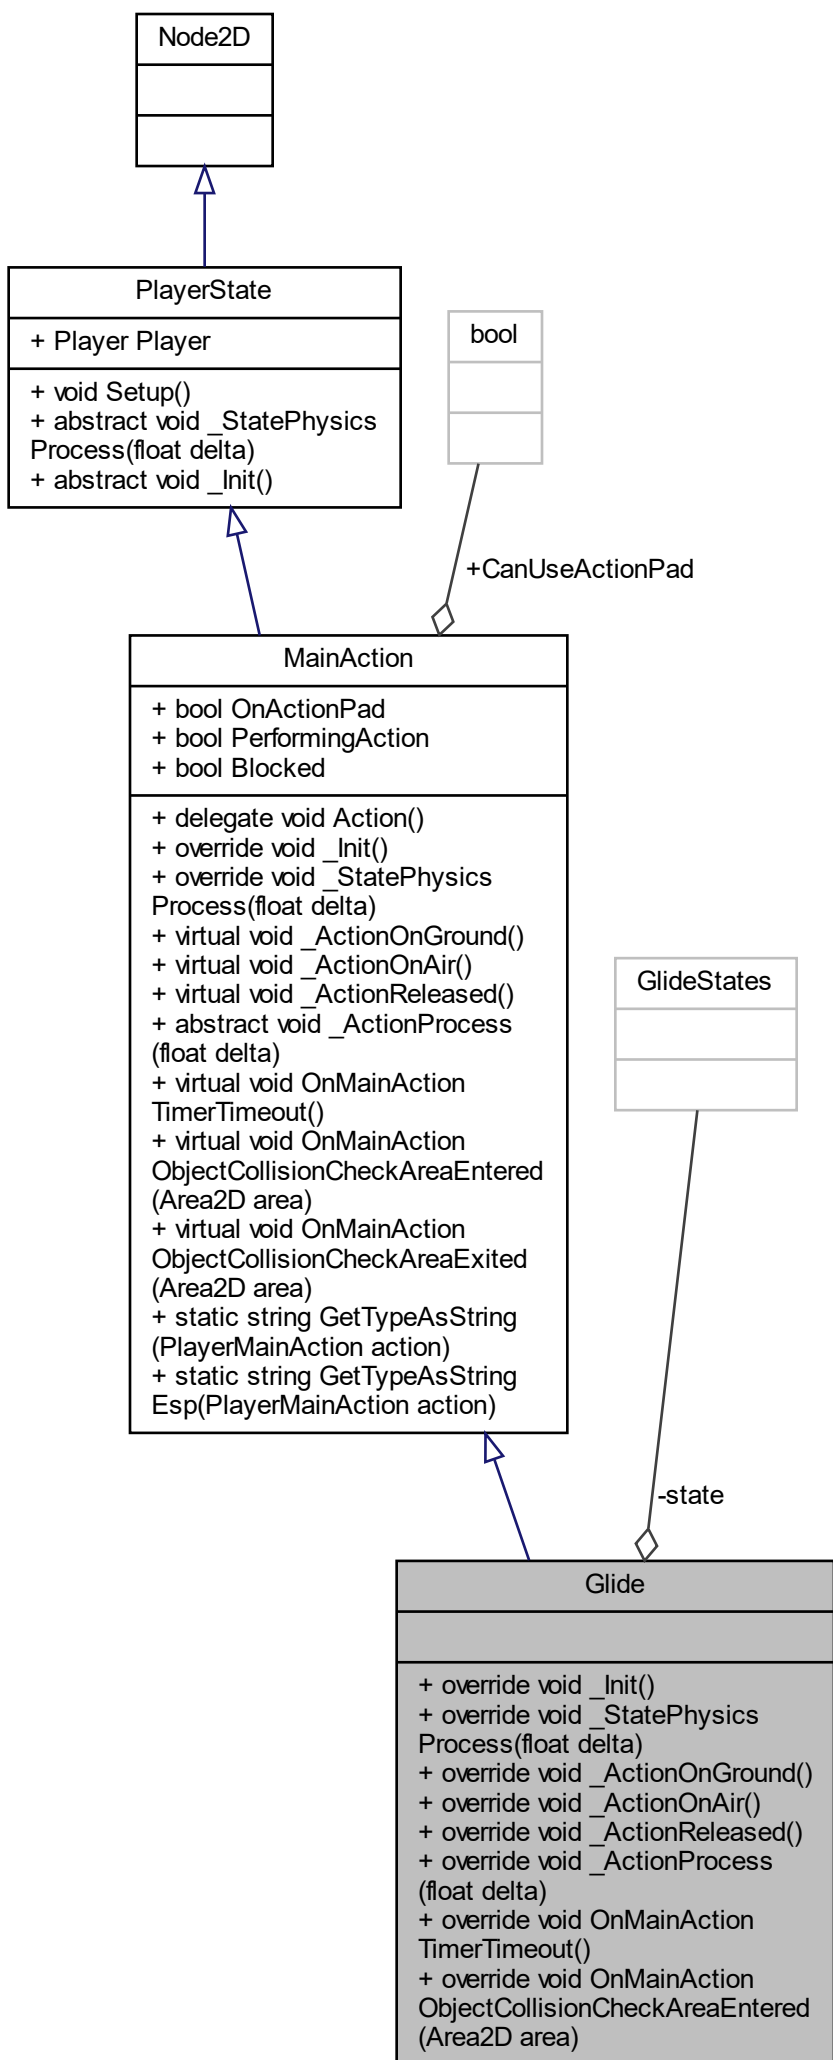 Node2D
PlayerState
+ Player Player
+ void Setup()
+ abstract void _StatePhysics
Process(float delta)
+ abstract void _Init()
bool
+CanUseActionPad
MainAction
+ bool OnActionPad
+ bool PerformingAction
+ bool Blocked
+ delegate void Action()
+ override void _Init()
+ override void _StatePhysics
Process(float delta)
+ virtual void _ActionOnGround()
+ virtual void _ActionOnAir()
+ virtual void _ActionReleased()
+ abstract void _ActionProcess
(float delta)
+ virtual void OnMainAction
TimerTimeout()
+ virtual void OnMainAction
ObjectCollisionCheckAreaEntered
(Area2D area)
+ virtual void OnMainAction
ObjectCollisionCheckAreaExited
(Area2D area)
+ static string GetTypeAsString
(PlayerMainAction action)
+ static string GetTypeAsString
Esp(PlayerMainAction action)
GlideStates
-state
Glide
+ override void _Init()
+ override void _StatePhysics
Process(float delta)
+ override void _ActionOnGround()
+ override void _ActionOnAir()
+ override void _ActionReleased()
+ override void _ActionProcess
(float delta)
+ override void OnMainAction
TimerTimeout()
+ override void OnMainAction
ObjectCollisionCheckAreaEntered
(Area2D area)